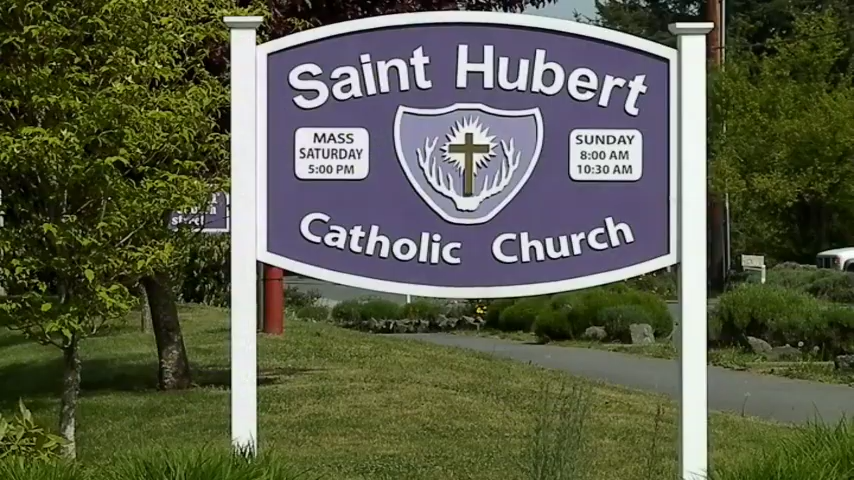 Saint Hubert
MASS
SATURDAY
5:00 PM
SUNDAY
8:00 AM
10:30 AM
Catholic Church